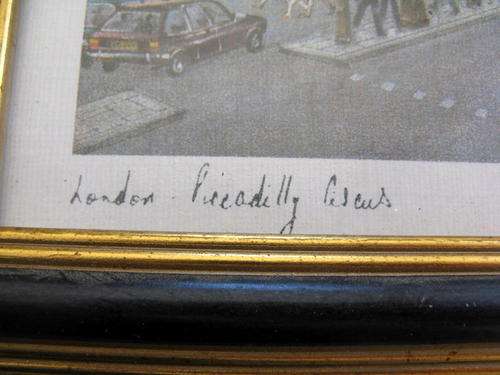 London - Piccadilly Circus